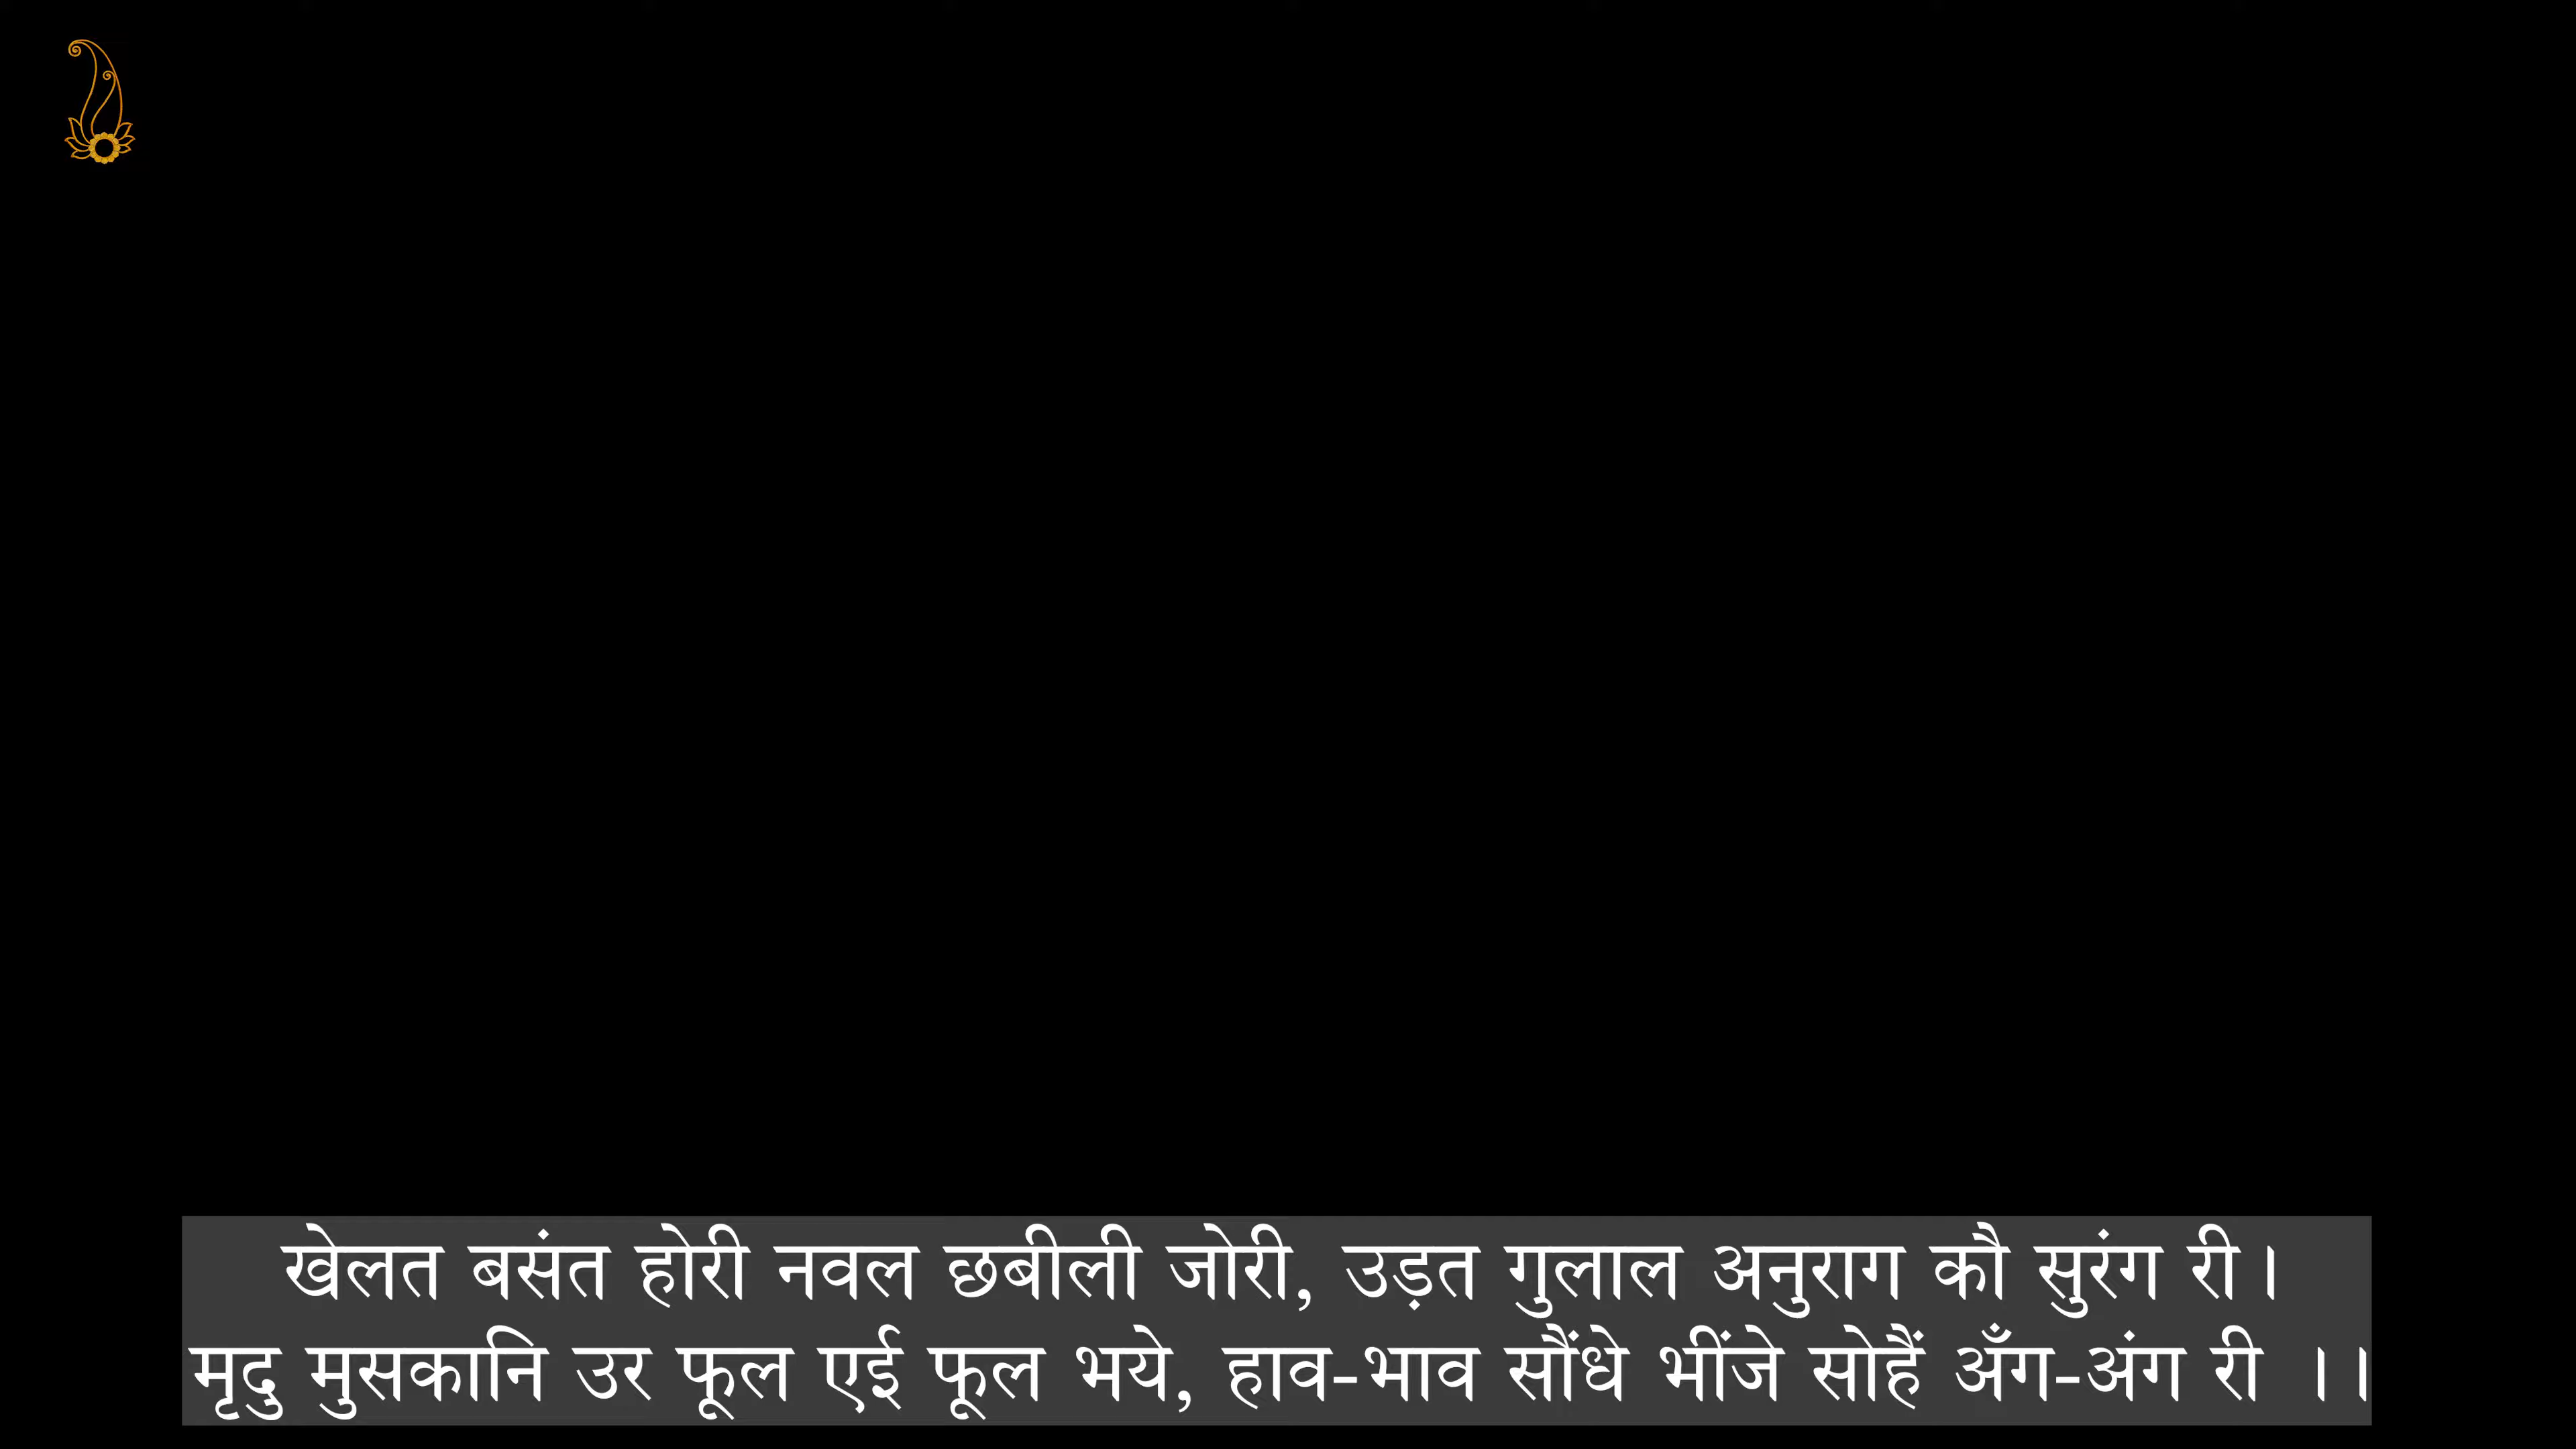 खेलत बसंत होरी नवल छबीली जोरी, उड़त गुलाल अनुराग कौ सुरंग री।
मृदु मुसकानि उर फूल एई फूल भये, हाव-भाव सौंधे भींजे सोहैं अँग-अंग री ।।